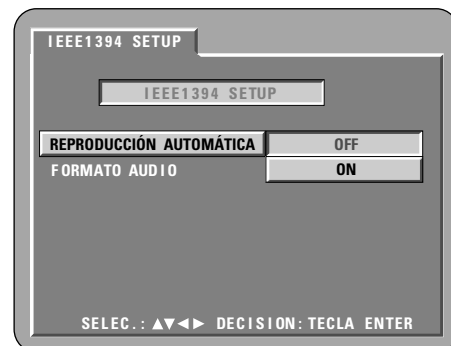 IEEE1394 SETUP
IEEE1394 SETUP
REPRODUCCIÓN AUTOMÁTICA OFF
FORMATO AUDIO ON
SELEC.: ▲▼◄► DECISION: TECLA ENTER